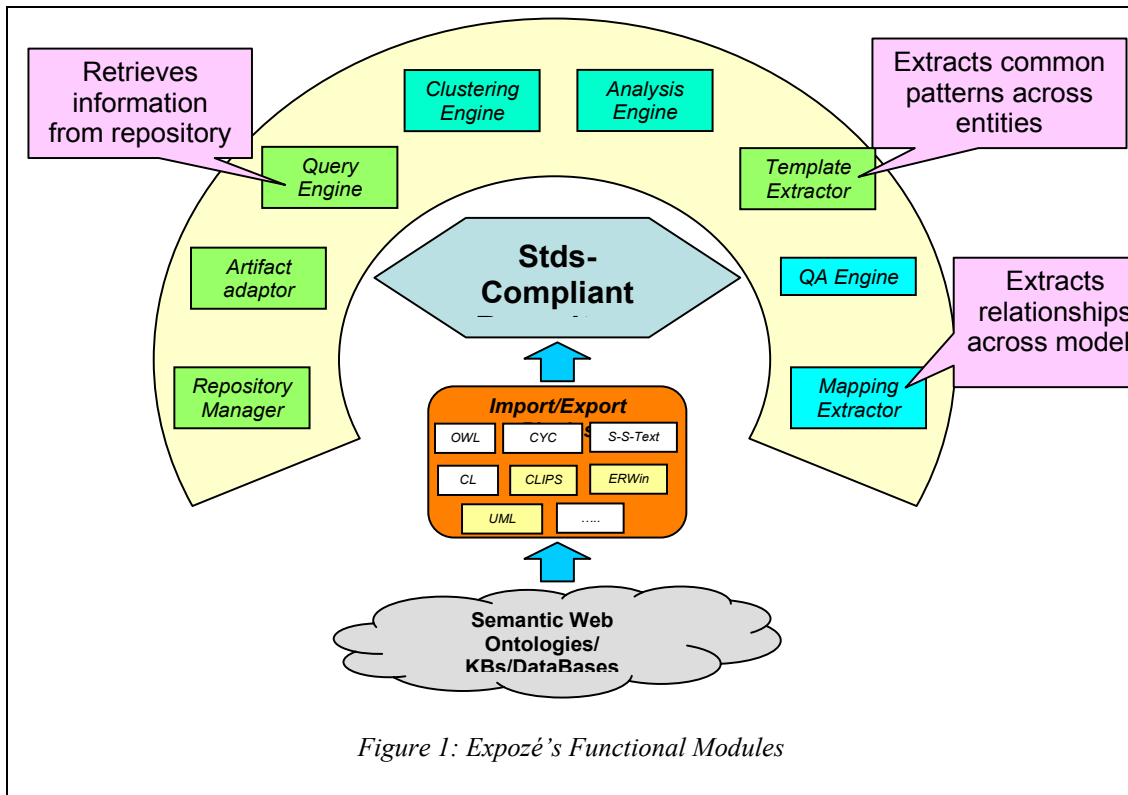 Retrieves
information
from repository
Clustering
Engine
Analysis
Engine
Extracts common
patterns across
entities
Query
Engine
Template
Extractor
Artifact
adaptor
Stds-
Compliant
QA Engine
Extracts
relationships
across model
Repository
Manager
Mapping
Extractor
Import/Export
OWL
CYC
S-S-Text
CL
CLIPS
ERWin
UML
.....
Semantic Web
Ontologies/
KBs/DataBases
Figure 1: Expozé's Functional Modules